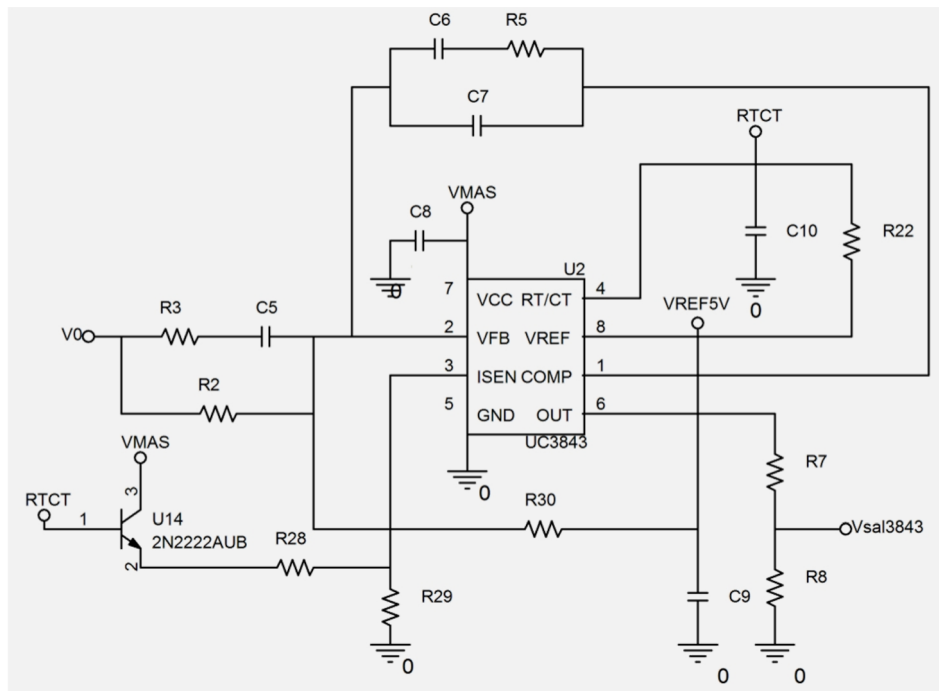 C6
R5
C7
RTCT
VMAS
C8
C10
R22
0
U2
0
7
VCC
RT/CT
4
VREF5V
R3
C5
V0
2
VFB
VREF
8
3
ISEN
COMP
1
R2
5
GND
OUT
6
UC3843
VMAS
R7
0
RTCT
3
1
U14
2N2222AUB
R30
Vsal3843
R28
2
R8
R29
C9
0
0
0